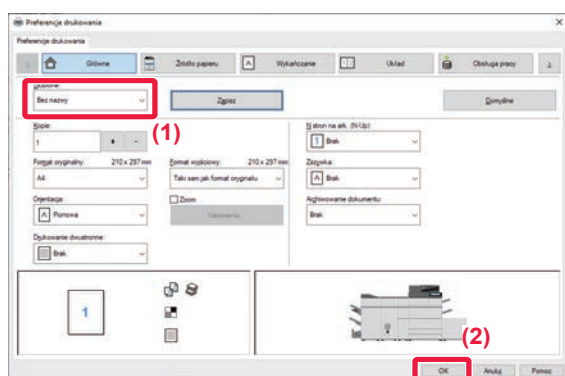 Preferencje drukowania
Preferencje drukowania
Główne Źródło papieru Wykańczanie Układ Obsługa pracy
Ulubione:
Bez nazwy Zapisz Domyślne
(1)
Kopie: N stron na ark. (N-Up):
1 + - 1 Brak
Format oryginalny: 210 x 297 mm Format wyjściowy: 210 x 297 mm Zszywka:
A4 Taki sam jak format oryginału A Brak
Orientacja: Zoom Archiwowanie dokumentu:
A Pionowa Ustawienia Brak
Drukowanie dwustronne:
Brak
1
(2)
OK Anuluj Pomoc